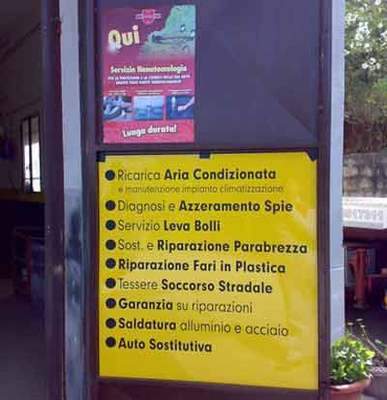 Qui
Servizio Nanotecnologia
Lunga durata!
● Ricarica Aria Condizionata
e manutenzione impianto climatizzazione
● Diagnosi e Azzeramento Spie
● Servizio Leva Bolli
● Sost. e Riparazione Parabrezza
● Riparazione Fari in Plastica
● Tessere Soccorso Stradale
● Garanzia su riparazioni
● Saldatura alluminio e acciaio
● Auto Sostitutiva